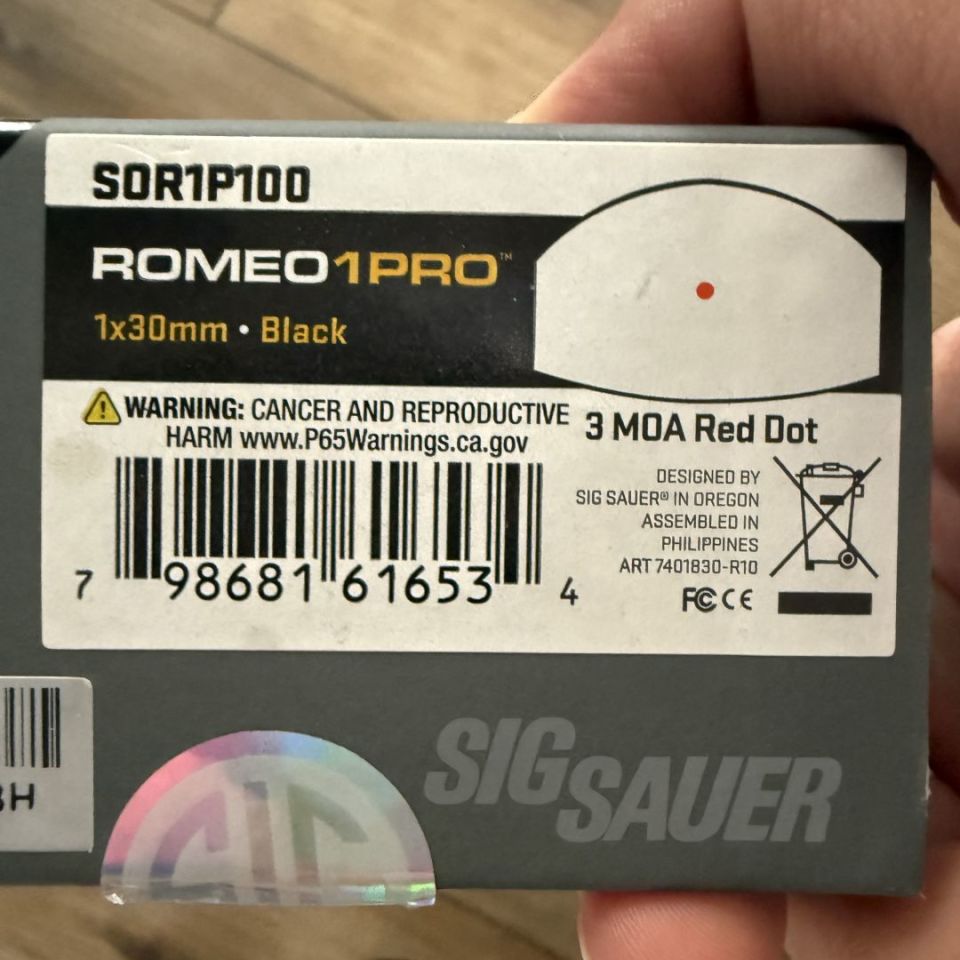 SOR1P100
ROMEO1PRO™
1x30mm • Black
WARNING: CANCER AND REPRODUCTIVE
HARM www.P65Warnings.ca.gov
3 MOA Red Dot
DESIGNED BY
SIG SAUER® IN OREGON
ASSEMBLED IN
PHILIPPINES
ART 7401830-R10
FC CE
7 98681 61653 4
H
SIG
SAUER